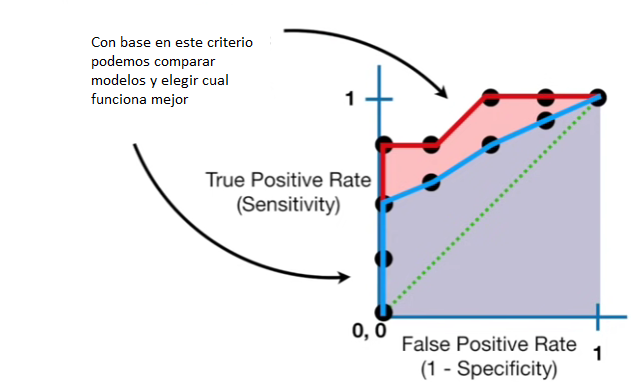 Con base en este criterio
podemos comparar
modelos y elegir cual
funciona mejor
1
True Positive Rate
(Sensitivity)
0, 0
False Positive Rate
1
(1 - Specificity)